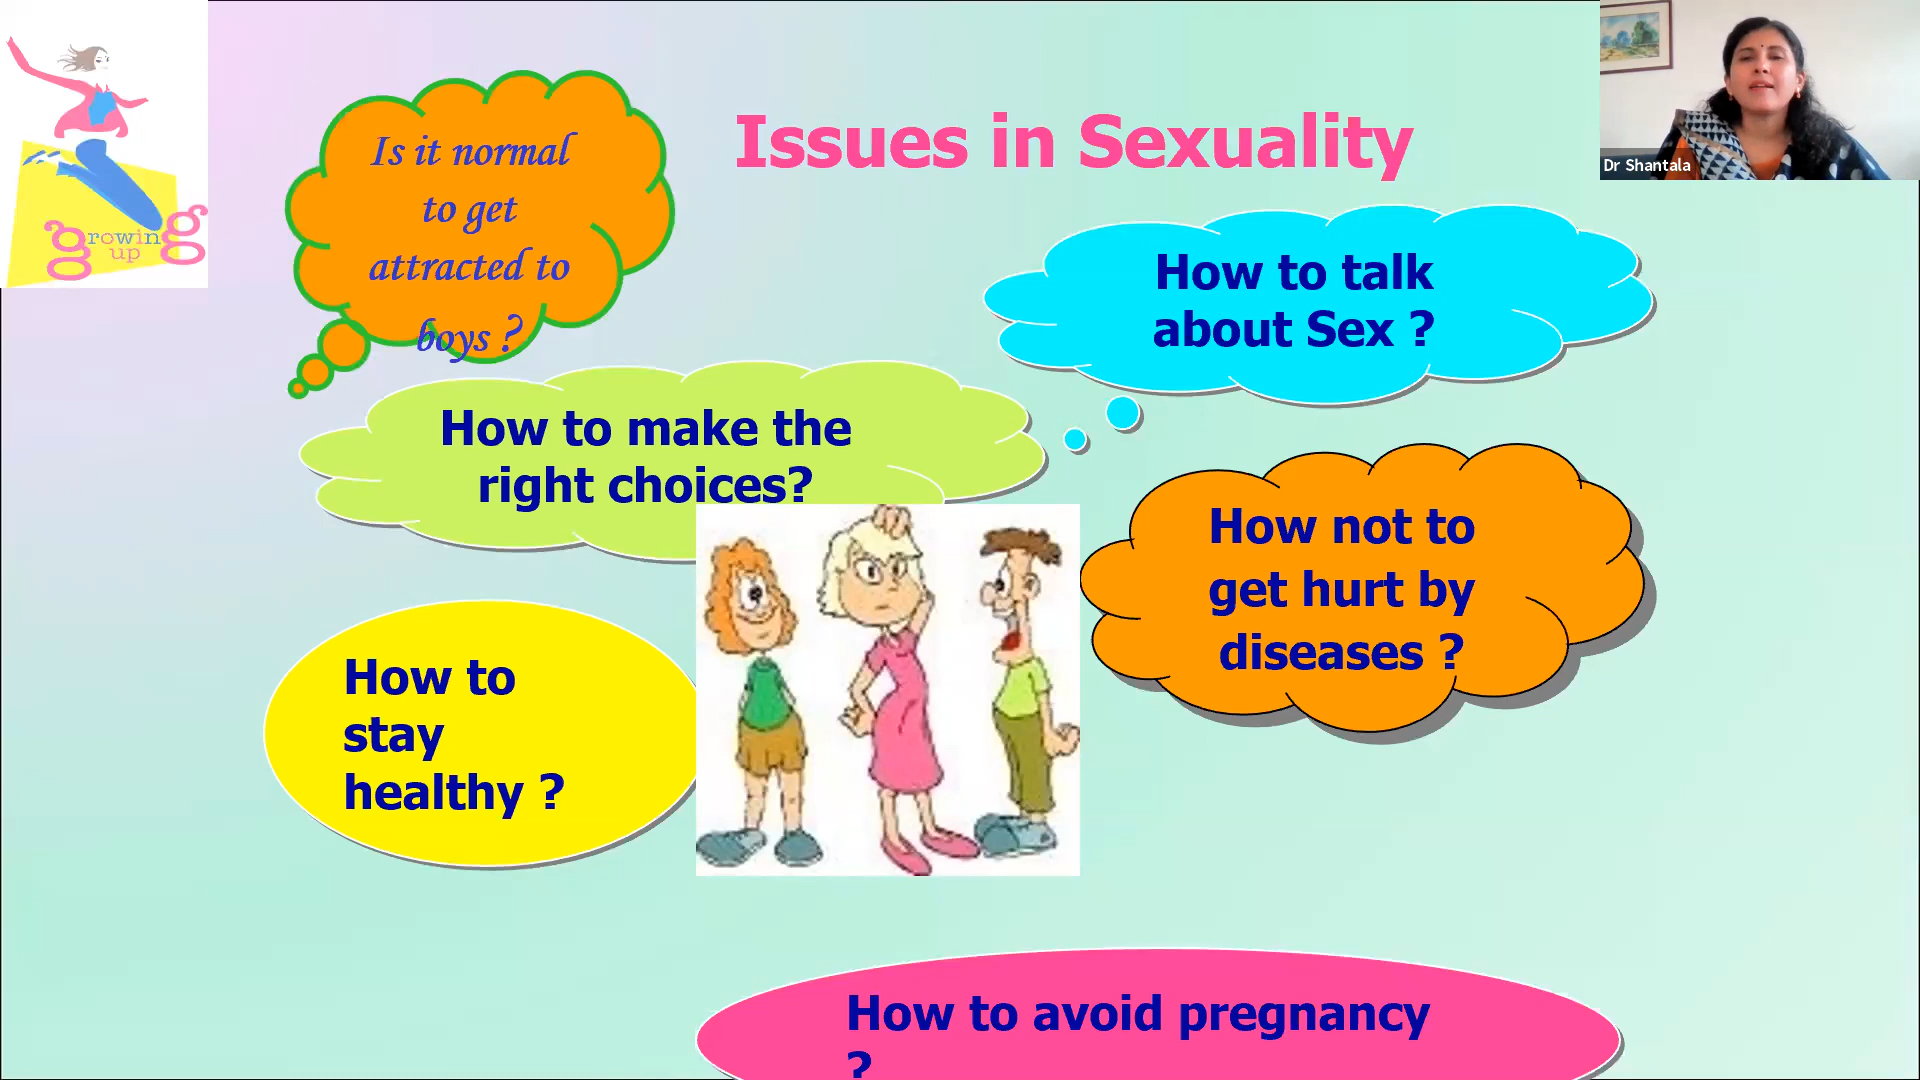 growing
up
Issues in Sexuality
Dr Shantala
Is it normal
to get
attracted to
boys ?
How to talk
about Sex ?
How to make the
right choices?
How not to
get hurt by
diseases ?
How to
stay
healthy ?
How to avoid pregnancy
?